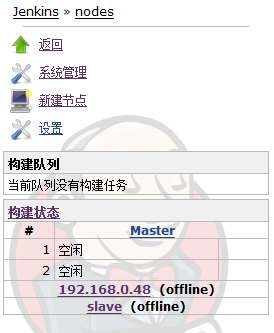 Jenkins » nodes
返回
系统管理
新建节点
设置
构建队列
当前队列没有构建任务
构建状态
# Master
1 空闲
2 空闲
192.168.0.48 (offline)
slave (offline)